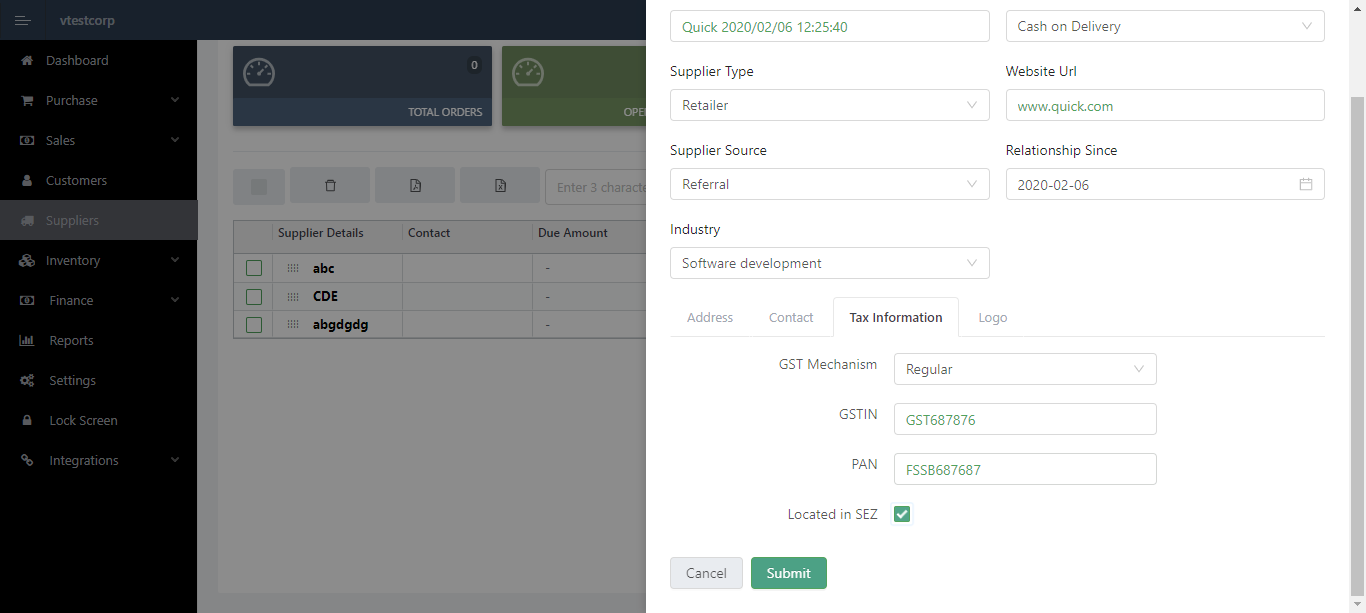 vtestcorp
Dashboard
Purchase
Sales
Customers
Suppliers
Inventory
Finance
Reports
Settings
Lock Screen
Integrations
0
TOTAL ORDERS
OPE
Enter 3 characte
Supplier Details Contact Due Amount
abc -
CDE -
abgdgdg -
Quick 2020/02/06 12:25:40 Cash on Delivery
Supplier Type Website Url
Retailer www.quick.com
Supplier Source Relationship Since
Referral 2020-02-06
Industry
Software development
Address Contact Tax Information Logo
GST Mechanism Regular
GSTIN GST687876
PAN FSSB687687
Located in SEZ
Cancel Submit